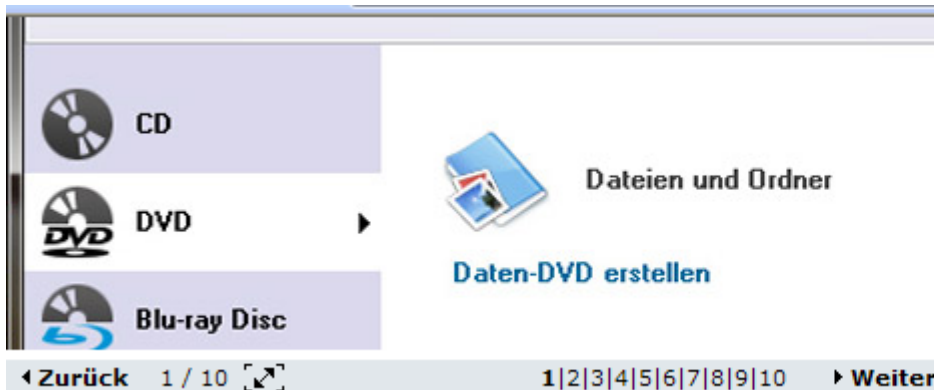 CD
Dateien und Ordner
DVD
DVD
Daten-DVD erstellen
Blu-ray Disc
Zurück 1 / 10 1|2|3|4|5|6|7|8|9|10 Weiter